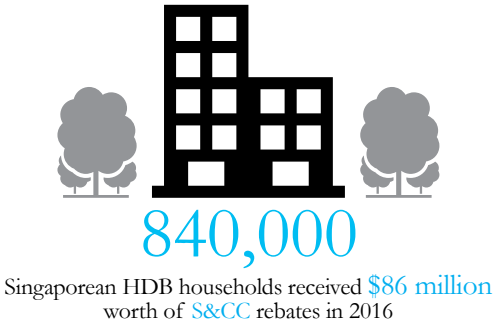 840,000
Singaporean HDB households received $86 million
worth of S&CC rebates in 2016